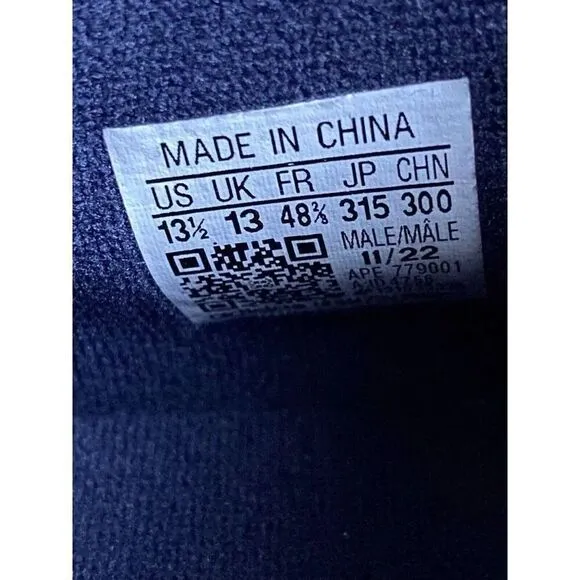 MADE IN CHINA
US UK FR JP CHN
13½ 13 48⅔ 315 300
MALE/MÂLE
11/22
APE 779001